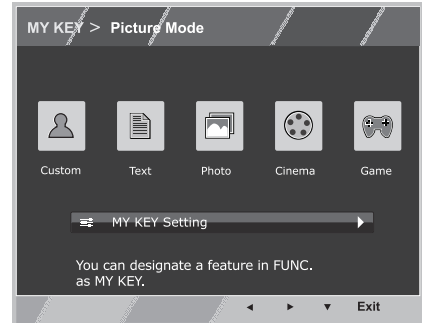 MY KEY > Picture Mode
Custom Text Photo Cinema Game
MY KEY Setting
You can designate a feature in FUNC.
as MY KEY.
Exit